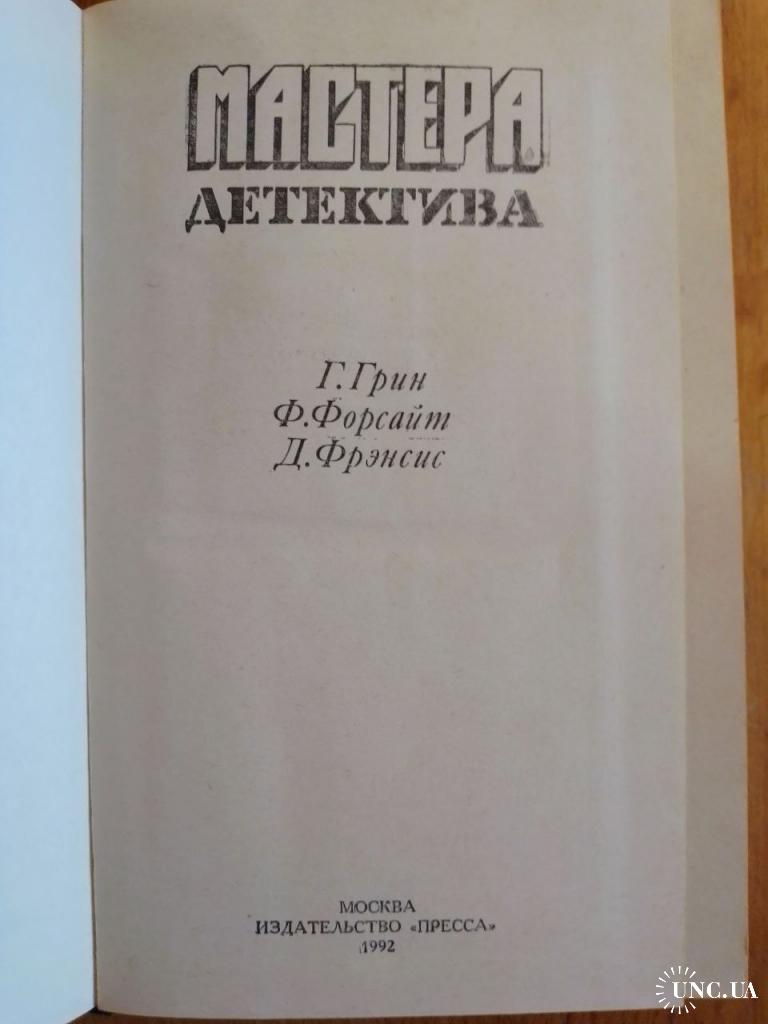 МАСТЕРА
ДЕТЕКТИВА
Г.Грин
Ф.Форсайт
Д.Фрэнсис
МОСКВА
ИЗДАТЕЛЬСТВО «ПРЕССА»
1992
UNC.UA